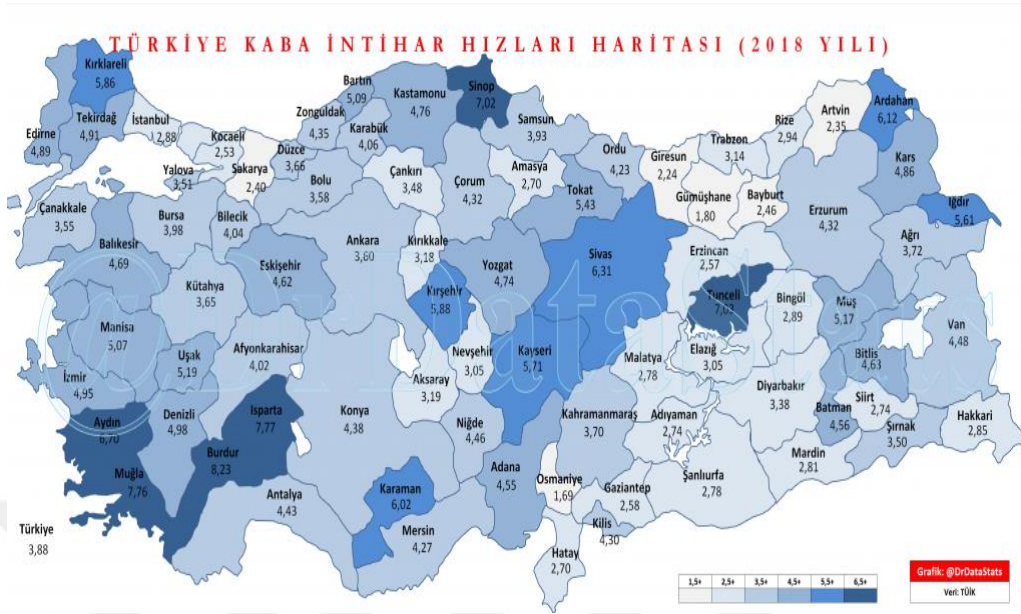 TÜRKİYE KABA İNTİHAR HIZLARI HARİTASI (2018 YILI)
Kırklareli
5,86
Edirne
4,89
Tekirdağ
4,91
İstanbul
2,88
Kocaeli
2,53
Yalova
3,51
Sakarya
2,40
Düzce
3,66
Zonguldak
4,35
Bartın
5,09
Karabük
4,06
Kastamonu
4,76
Sinop
7,02
Samsun
3,93
Bolu
3,58
Çankırı
3,48
Çorum
4,32
Amasya
2,70
Tokat
5,43
Ordu
4,23
Giresun
2,24
Trabzon
3,14
Rize
2,94
Artvin
2,35
Ardahan
6,12
Kars
4,86
Iğdır
5,61
Ağrı
3,72
Gümüşhane
1,80
Bayburt
2,46
Erzurum
4,32
Erzincan
2,57
Çanakkale
3,55
Balıkesir
4,69
Bursa
3,98
Bilecik
4,04
Eskişehir
4,62
Kütahya
3,65
Ankara
3,60
Kırıkkale
3,18
Kırşehir
5,88
Yozgat
4,74
Sivas
6,31
Tunceli
7,03
Bingöl
2,89
Muş
5,17
Bitlis
4,63
Van
4,48
Manisa
5,07
İzmir
4,95
Uşak
5,19
Afyonkarahisar
4,02
Aydın
6,70
Denizli
4,98
Muğla
7,76
Burdur
8,23
Isparta
7,77
Konya
4,38
Aksaray
3,19
Nevşehir
3,05
Kayseri
5,71
Niğde
4,46
Malatya
2,78
Elazığ
3,05
Diyarbakır
3,38
Batman
4,56
Siirt
2,74
Şırnak
3,50
Hakkari
2,85
Mardin
2,81
Kahramanmaraş
3,70
Adıyaman
2,74
Şanlıurfa
2,78
Gaziantep
2,58
Kilis
4,30
Osmaniye
1,69
Hatay
2,70
Adana
4,55
Mersin
4,27
Karaman
6,02
Antalya
4,43
Türkiye
3,88
@DrDataStats
1,5+ 2,5+ 3,5+ 4,5+ 5,5+ 6,5+
Grafik: @DrDataStats
Veri: TÜİK